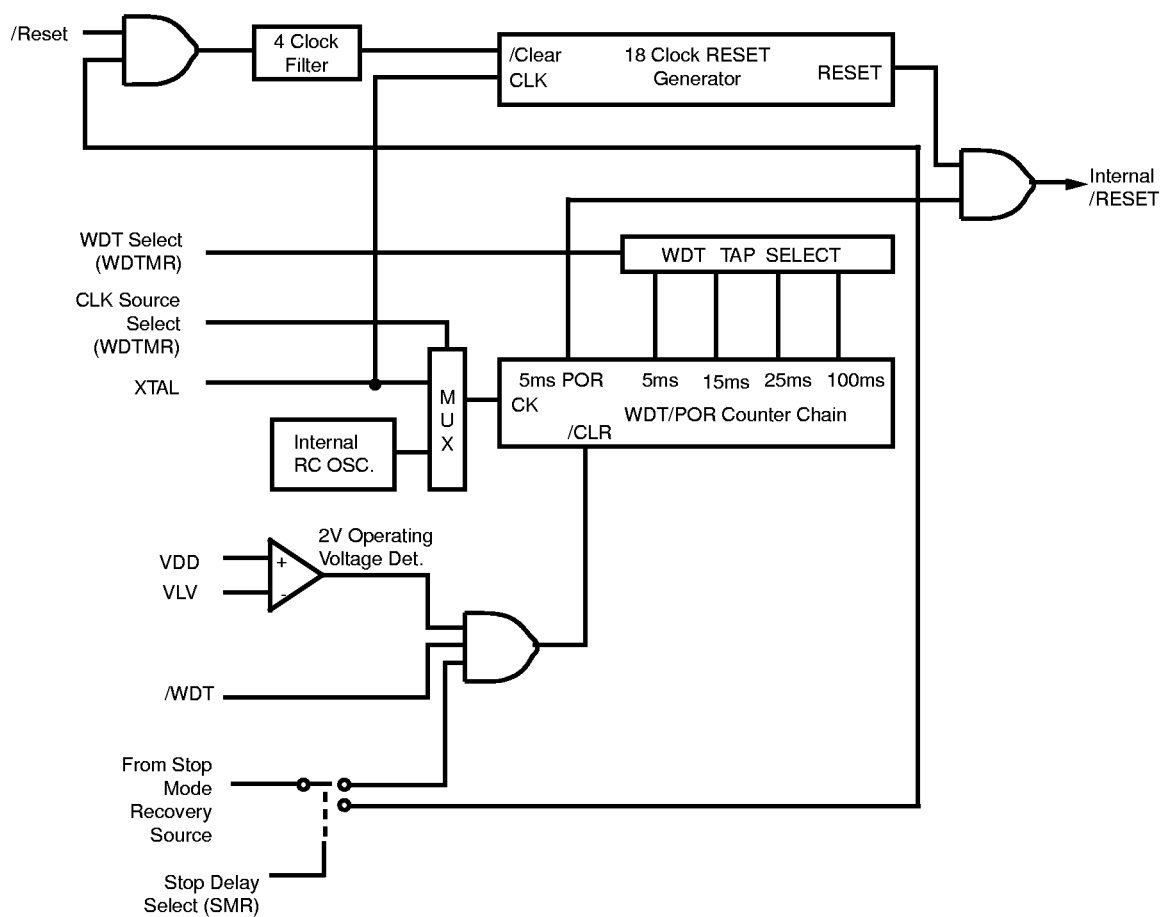 /Reset
4 Clock
Filter
/Clear
CLK
18 Clock RESET
Generator
RESET
Internal
/RESET
WDT Select
(WDTMR)
WDT TAP SELECT
CLK Source
Select
(WDTMR)
XTAL
M
U
X
5ms POR
5ms
15ms
25ms
100ms
CK
WDT/POR Counter Chain
/CLR
Internal
RC OSC.
2V Operating
Voltage Det.
VDD
+
VLV
-
/WDT
From Stop
Mode
Recovery
Source
Stop Delay
Select (SMR)